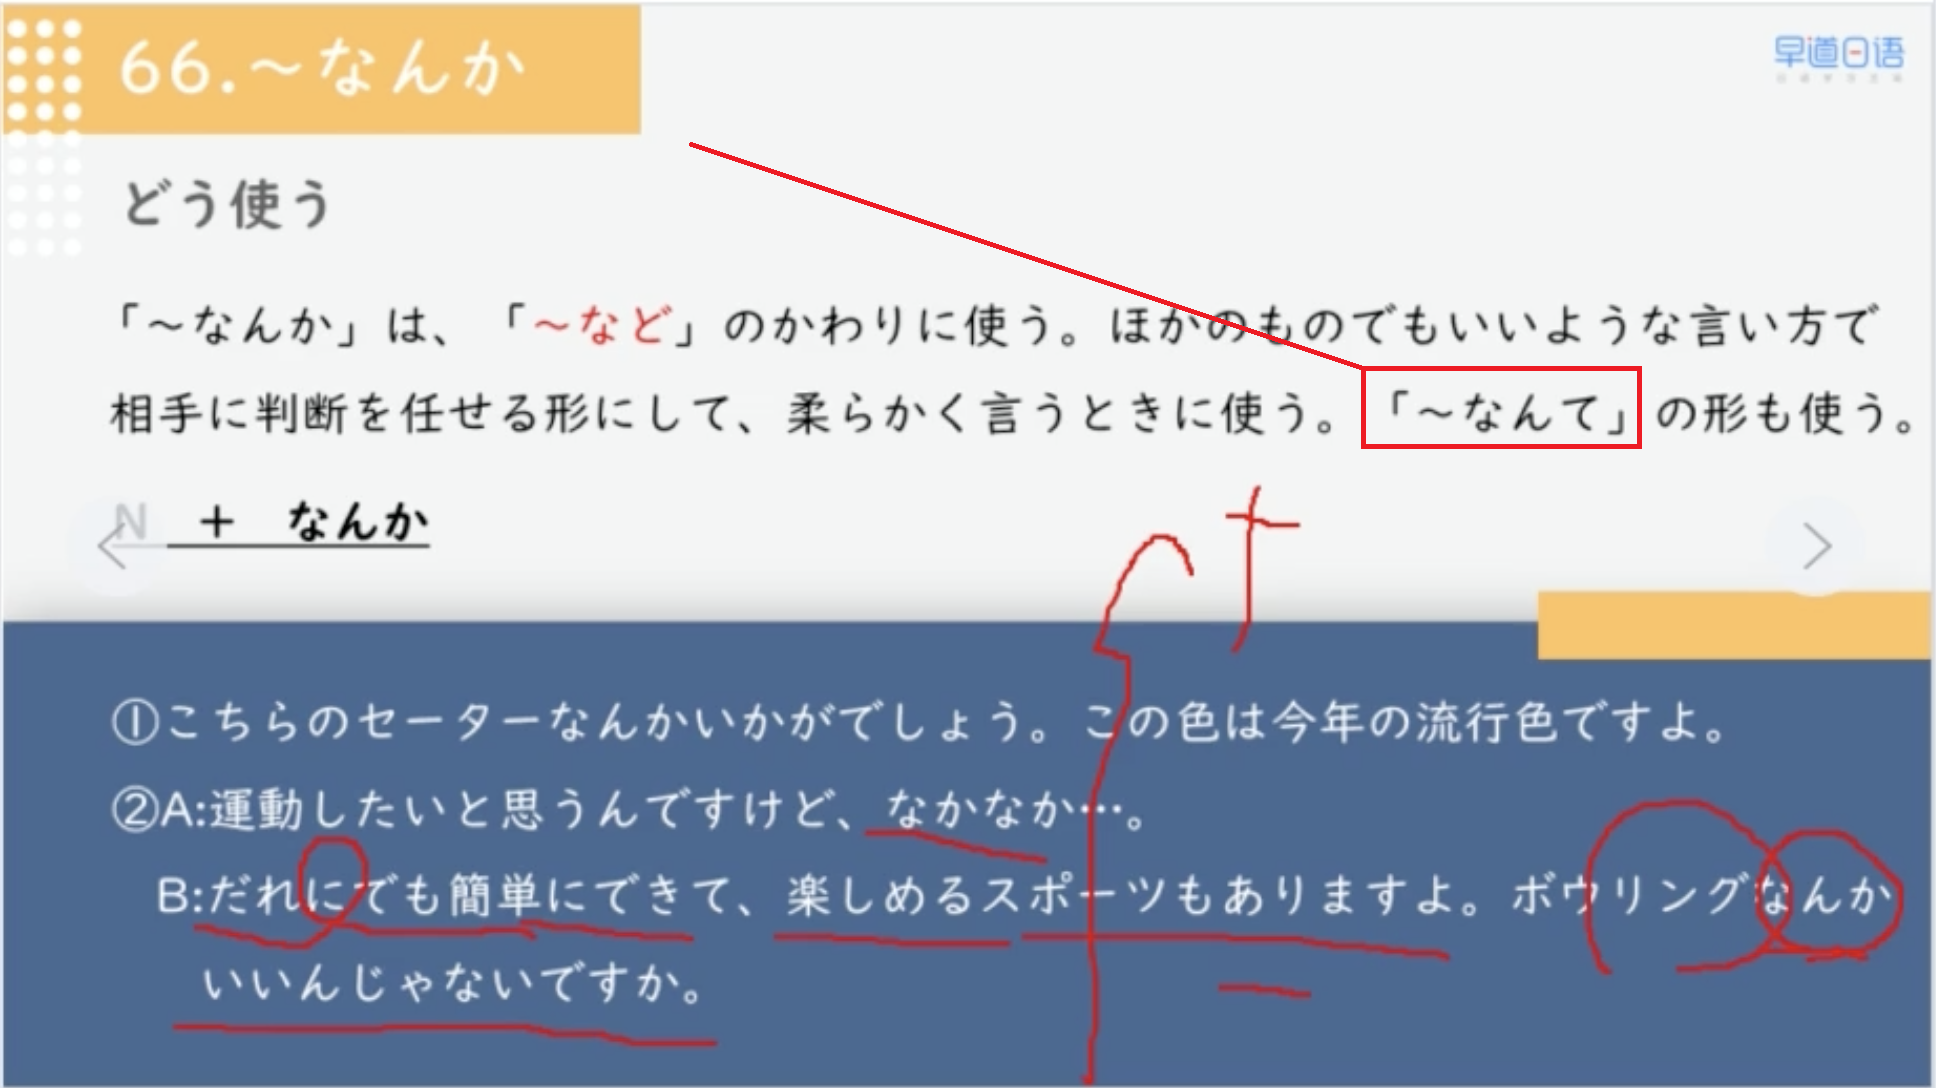 66.～なんか
早道日语
どう使う
「～なんか」は、「～など」のかわりに使う。ほかのものでもいいような言い方で
相手に判断を任せる形にして、柔らかく言うときに使う。「～なんて」の形も使う。
N + なんか
①こちらのセーターなんかいかがでしょう。この色は今年の流行色ですよ。
②A:運動したいと思うんですけど、なかなか…。
B:だれにでも簡単にできて、楽しめるスポーツもありますよ。ボウリングなんか
いいんじゃないですか。